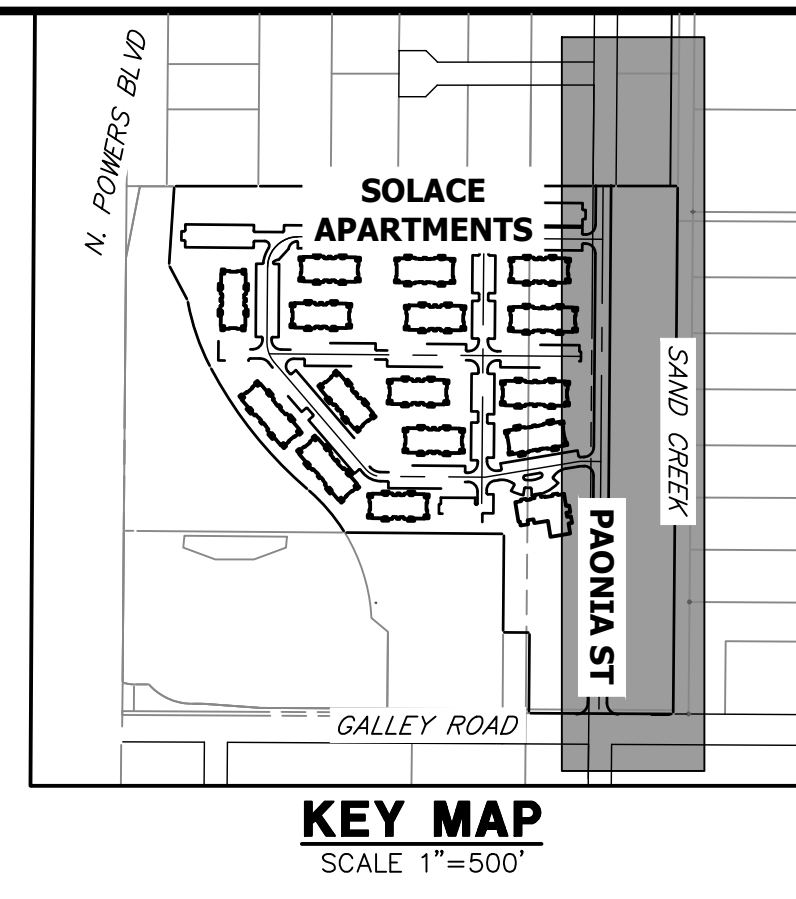 N. POWERS BLVD
SOLACE
APARTMENTS
SAND CREEK
PAONIA ST
GALLEY ROAD
KEY MAP
SCALE 1"=500'